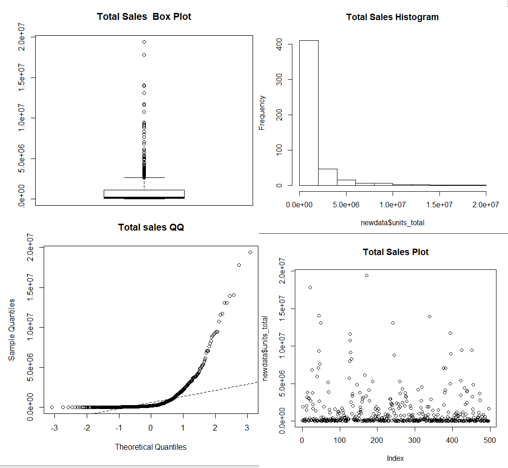 Total Sales  Box Plot
0.0e+00
5.0e+06
1.0e+07
1.5e+07
2.0e+07
Total Sales Histogram
Frequency
0
100
200
300
400
0.0e+00
5.0e+06
1.0e+07
1.5e+07
2.0e+07
newdata$units_total
Total sales QQ
Sample Quantiles
0.0e+00
5.0e+06
1.0e+07
1.5e+07
2.0e+07
-3
-2
-1
0
1
2
3
Theoretical Quantiles
Total Sales Plot
newdata$units_total
0.0e+00
5.0e+06
1.0e+07
1.5e+07
2.0e+07
0
100
200
300
400
500
Index